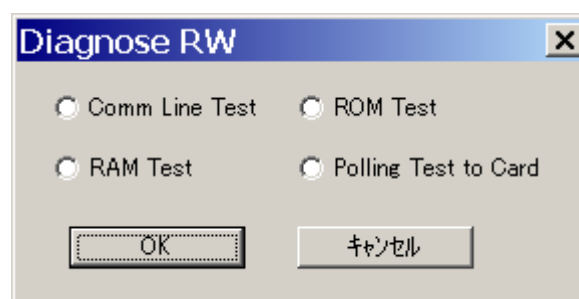 Diagnose RW
Comm Line Test ROM Test
RAM Test Polling Test to Card
OK ｷｬﾝｾﾙ